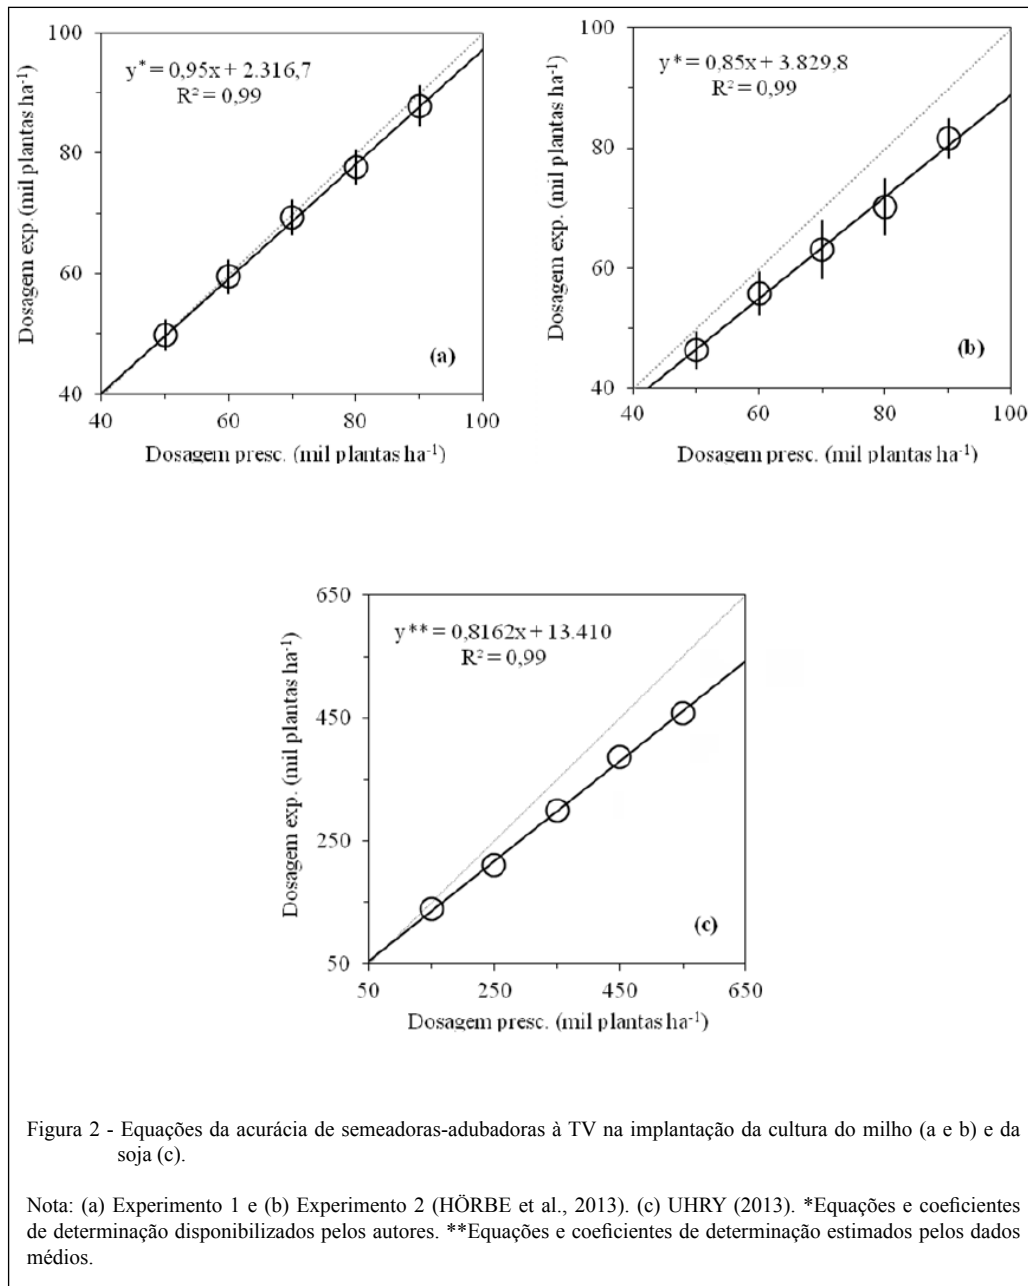 100
80
60
40
y* = 0,95x + 2.316,7
R² = 0,99
(a)
Dosagem exp. (mil plantas ha⁻¹)
40 60 80 100
Dosagem presc. (mil plantas ha⁻¹)
100
80
60
40
y* = 0,85x + 3.829,8
R² = 0,99
(b)
Dosagem exp. (mil plantas ha⁻¹)
40 60 80 100
Dosagem presc. (mil plantas ha⁻¹)
650
450
250
50
y** = 0,8162x + 13.410
R² = 0,99
(c)
Dosagem exp. (mil plantas ha⁻¹)
50 250 450 650
Dosagem presc. (mil plantas ha⁻¹)
Figura 2 - Equações da acurácia de semeadoras-adubadoras à TV na implantação da cultura do milho (a e b) e da
soja (c).
Nota: (a) Experimento 1 e (b) Experimento 2 (HÖRBE et al., 2013). (c) UHRY (2013). *Equações e coeficientes
de determinação disponibilizados pelos autores. **Equações e coeficientes de determinação estimados pelos dados
médios.